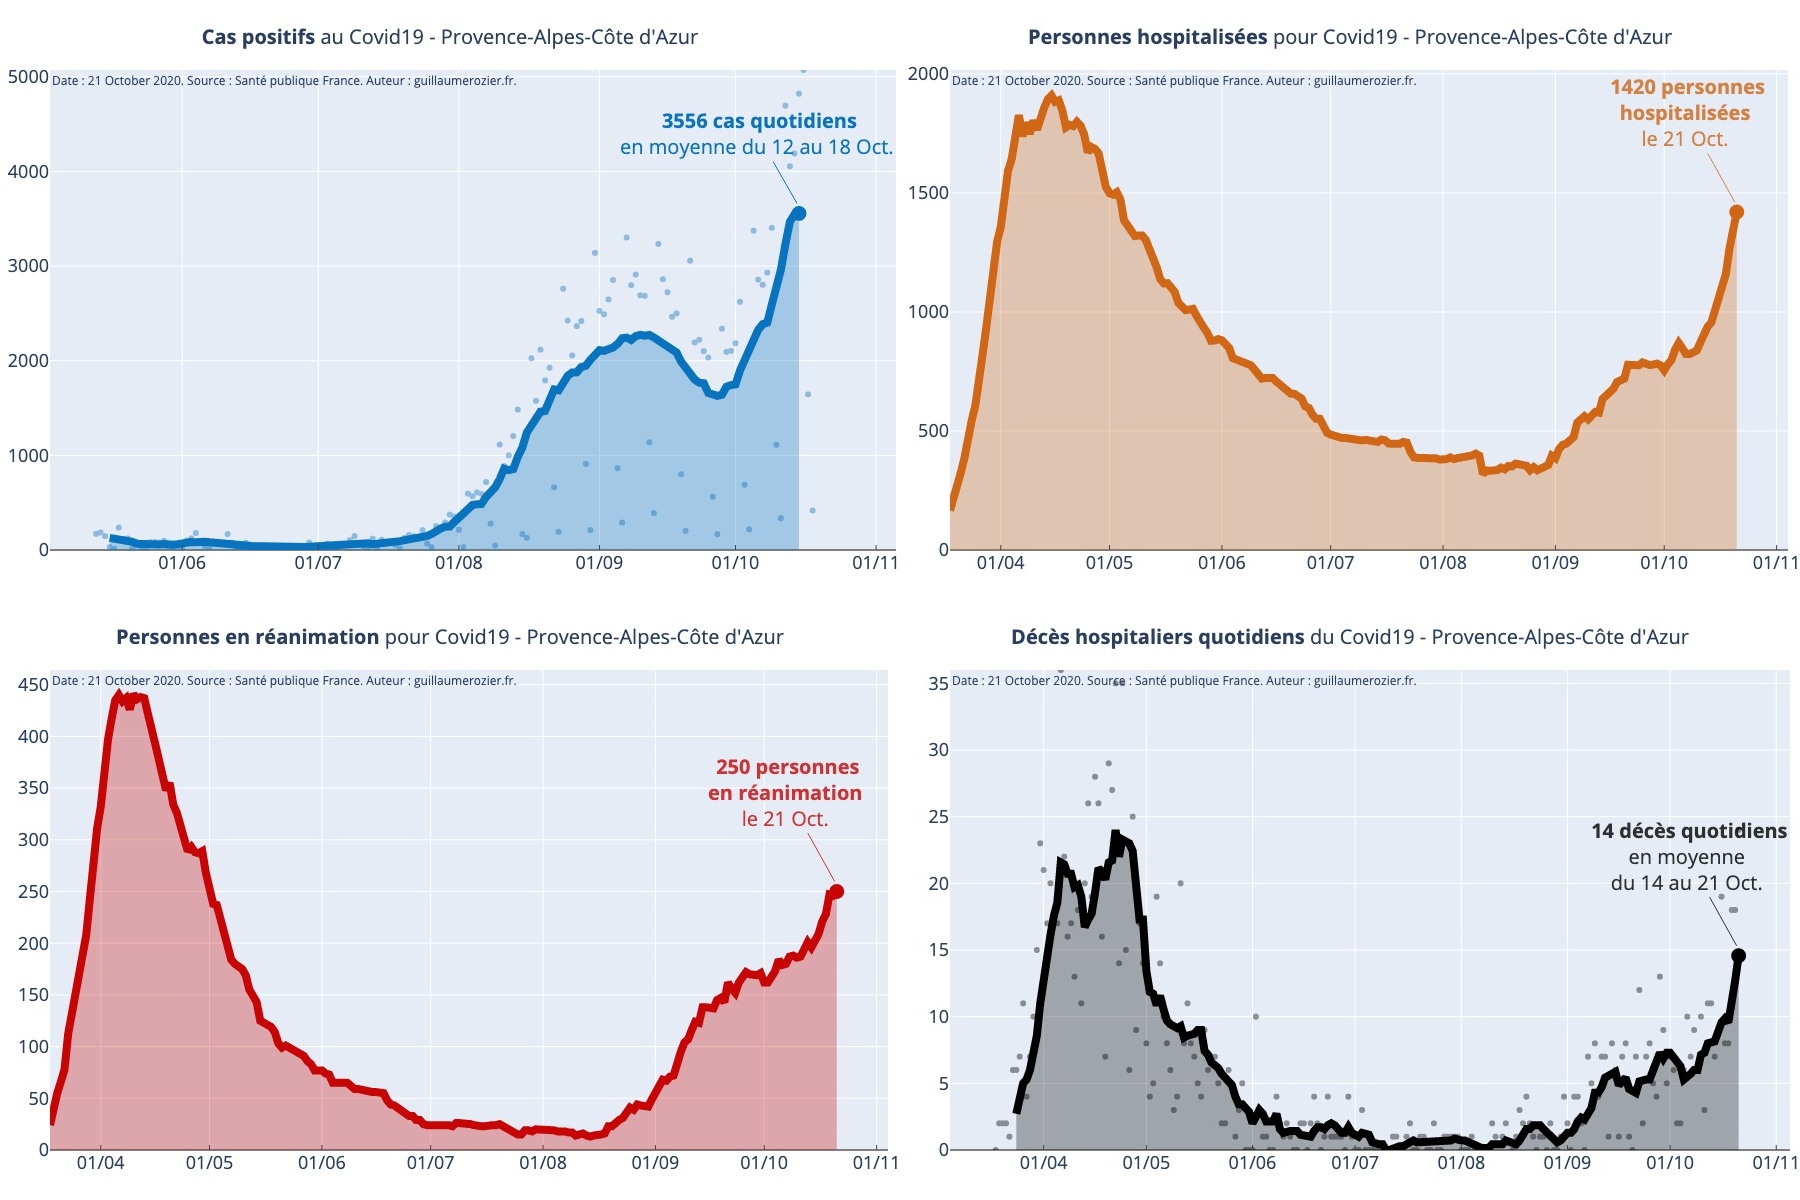 Cas positifs au Covid19 - Provence-Alpes-Côte d'Azur
Date : 21 October 2020. Source : Santé publique France. Auteur : guillaumerozier.fr.
5000
4000
3000
2000
1000
0
3556 cas quotidiens
en moyenne du 12 au 18 Oct.
01/06 01/07 01/08 01/09 01/10 01/11
Personnes hospitalisées pour Covid19 - Provence-Alpes-Côte d'Azur
Date : 21 October 2020. Source : Santé publique France. Auteur : guillaumerozier.fr.
2000
1500
1000
500
0
1420 personnes
hospitalisées
le 21 Oct.
01/04 01/05 01/06 01/07 01/08 01/09 01/10 01/11
Personnes en réanimation pour Covid19 - Provence-Alpes-Côte d'Azur
Date : 21 October 2020. Source : Santé publique France. Auteur : guillaumerozier.fr.
450
400
350
300
250
200
150
100
50
0
250 personnes
en réanimation
le 21 Oct.
01/04 01/05 01/06 01/07 01/08 01/09 01/10 01/11
Décès hospitaliers quotidiens du Covid19 - Provence-Alpes-Côte d'Azur
Date : 21 October 2020. Source : Santé publique France. Auteur : guillaumerozier.fr.
35
30
25
20
15
10
5
0
14 décès quotidiens
en moyenne
du 14 au 21 Oct.
01/04 01/05 01/06 01/07 01/08 01/09 01/10 01/11